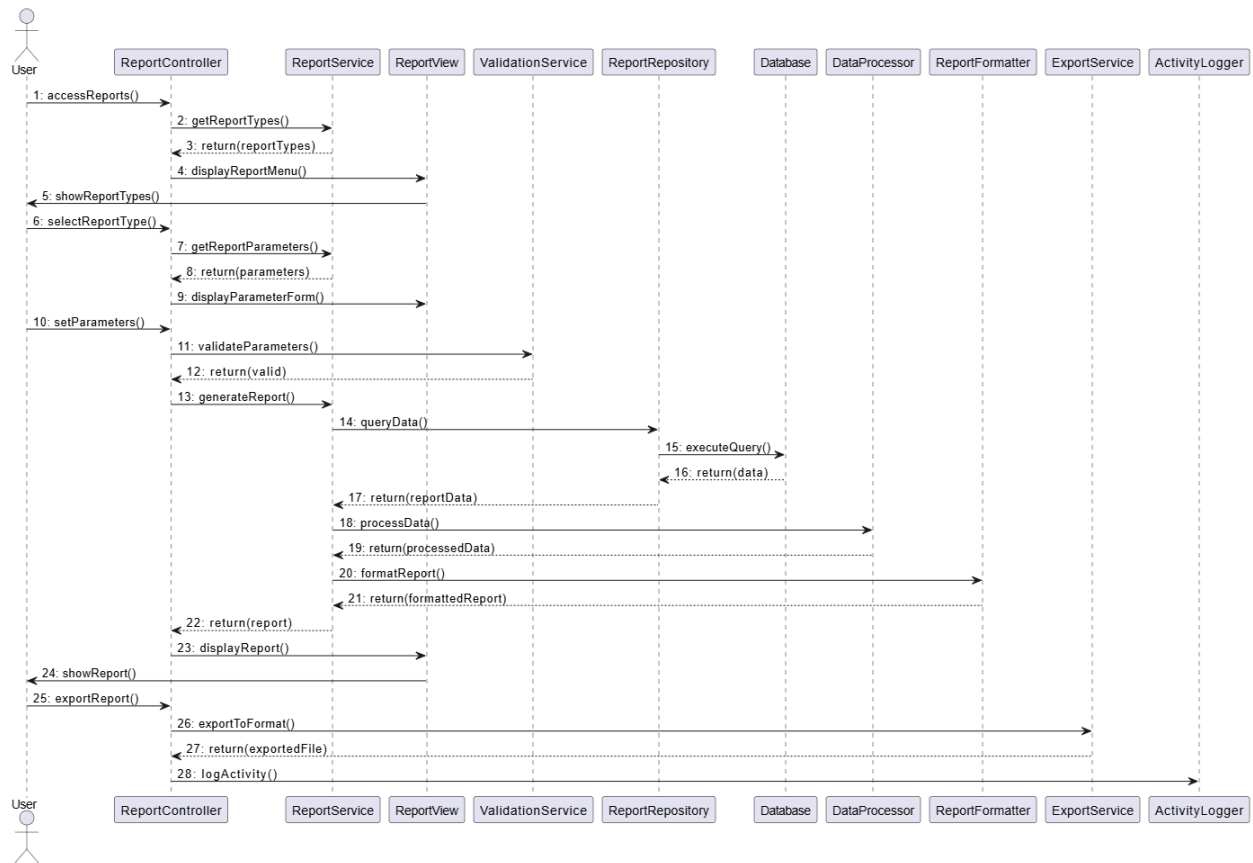 User
ReportController
ReportService
ReportView
ValidationService
ReportRepository
Database
DataProcessor
ReportFormatter
ExportService
ActivityLogger
1: accessReports()
2: getReportTypes()
3: return(reportTypes)
4: displayReportMenu()
5: showReportTypes()
6: selectReportType()
7: getReportParameters()
8: return(parameters)
9: displayParameterForm()
10: setParameters()
11: validateParameters()
12: return(valid)
13: generateReport()
14: queryData()
15: executeQuery()
16: return(data)
17: return(reportData)
18: processData()
19: return(processedData)
20: formatReport()
21: return(formattedReport)
22: return(report)
23: displayReport()
24: showReport()
25: exportReport()
26: exportToFormat()
27: return(exportedFile)
28: logActivity()
User
ReportController
ReportService
ReportView
ValidationService
ReportRepository
Database
DataProcessor
ReportFormatter
ExportService
ActivityLogger